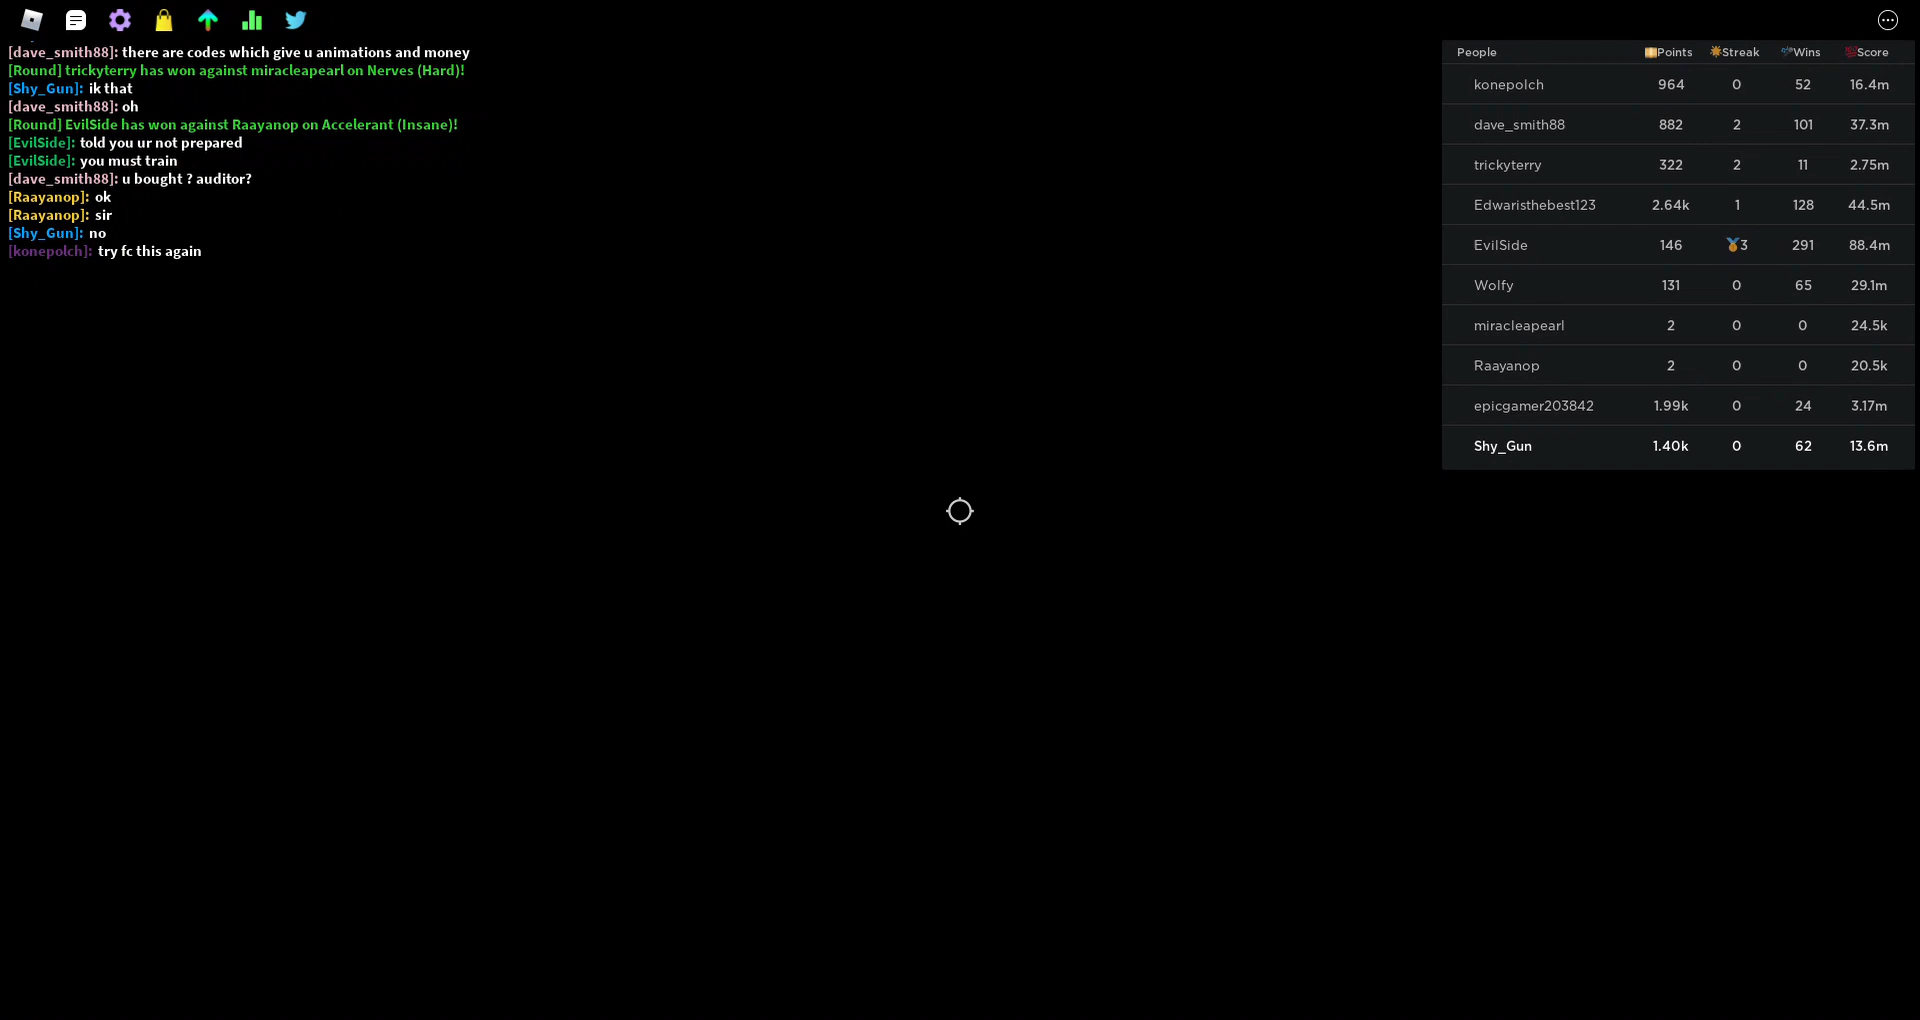 [dave_smith88]: there are codes which give u animations and money
[Round] trickyterry has won against miracleapearl on Nerves (Hard)!
[Shy_Gun]: ik that
[dave_smith88]: oh
[Round] EvilSide has won against Raayanop on Accelerant (Insane)!
[EvilSide]: told you ur not prepared
[EvilSide]: you must train
[dave_smith88]: u bought ? auditor?
[Raayanop]: ok
[Raayanop]: sir
[Shy_Gun]: no
[konepolch]: try fc this again
People Points Streak Wins Score
konepolch 964 0 52 16.4m
dave_smith88 882 2 101 37.3m
trickyterry 322 2 11 2.75m
Edwaristhebest123 2.64k 1 128 44.5m
EvilSide 146 3 291 88.4m
Wolfy 131 0 65 29.1m
miracleapearl 2 0 0 24.5k
Raayanop 2 0 0 20.5k
epicgamer203842 1.99k 0 24 3.17m
Shy_Gun 1.40k 0 62 13.6m